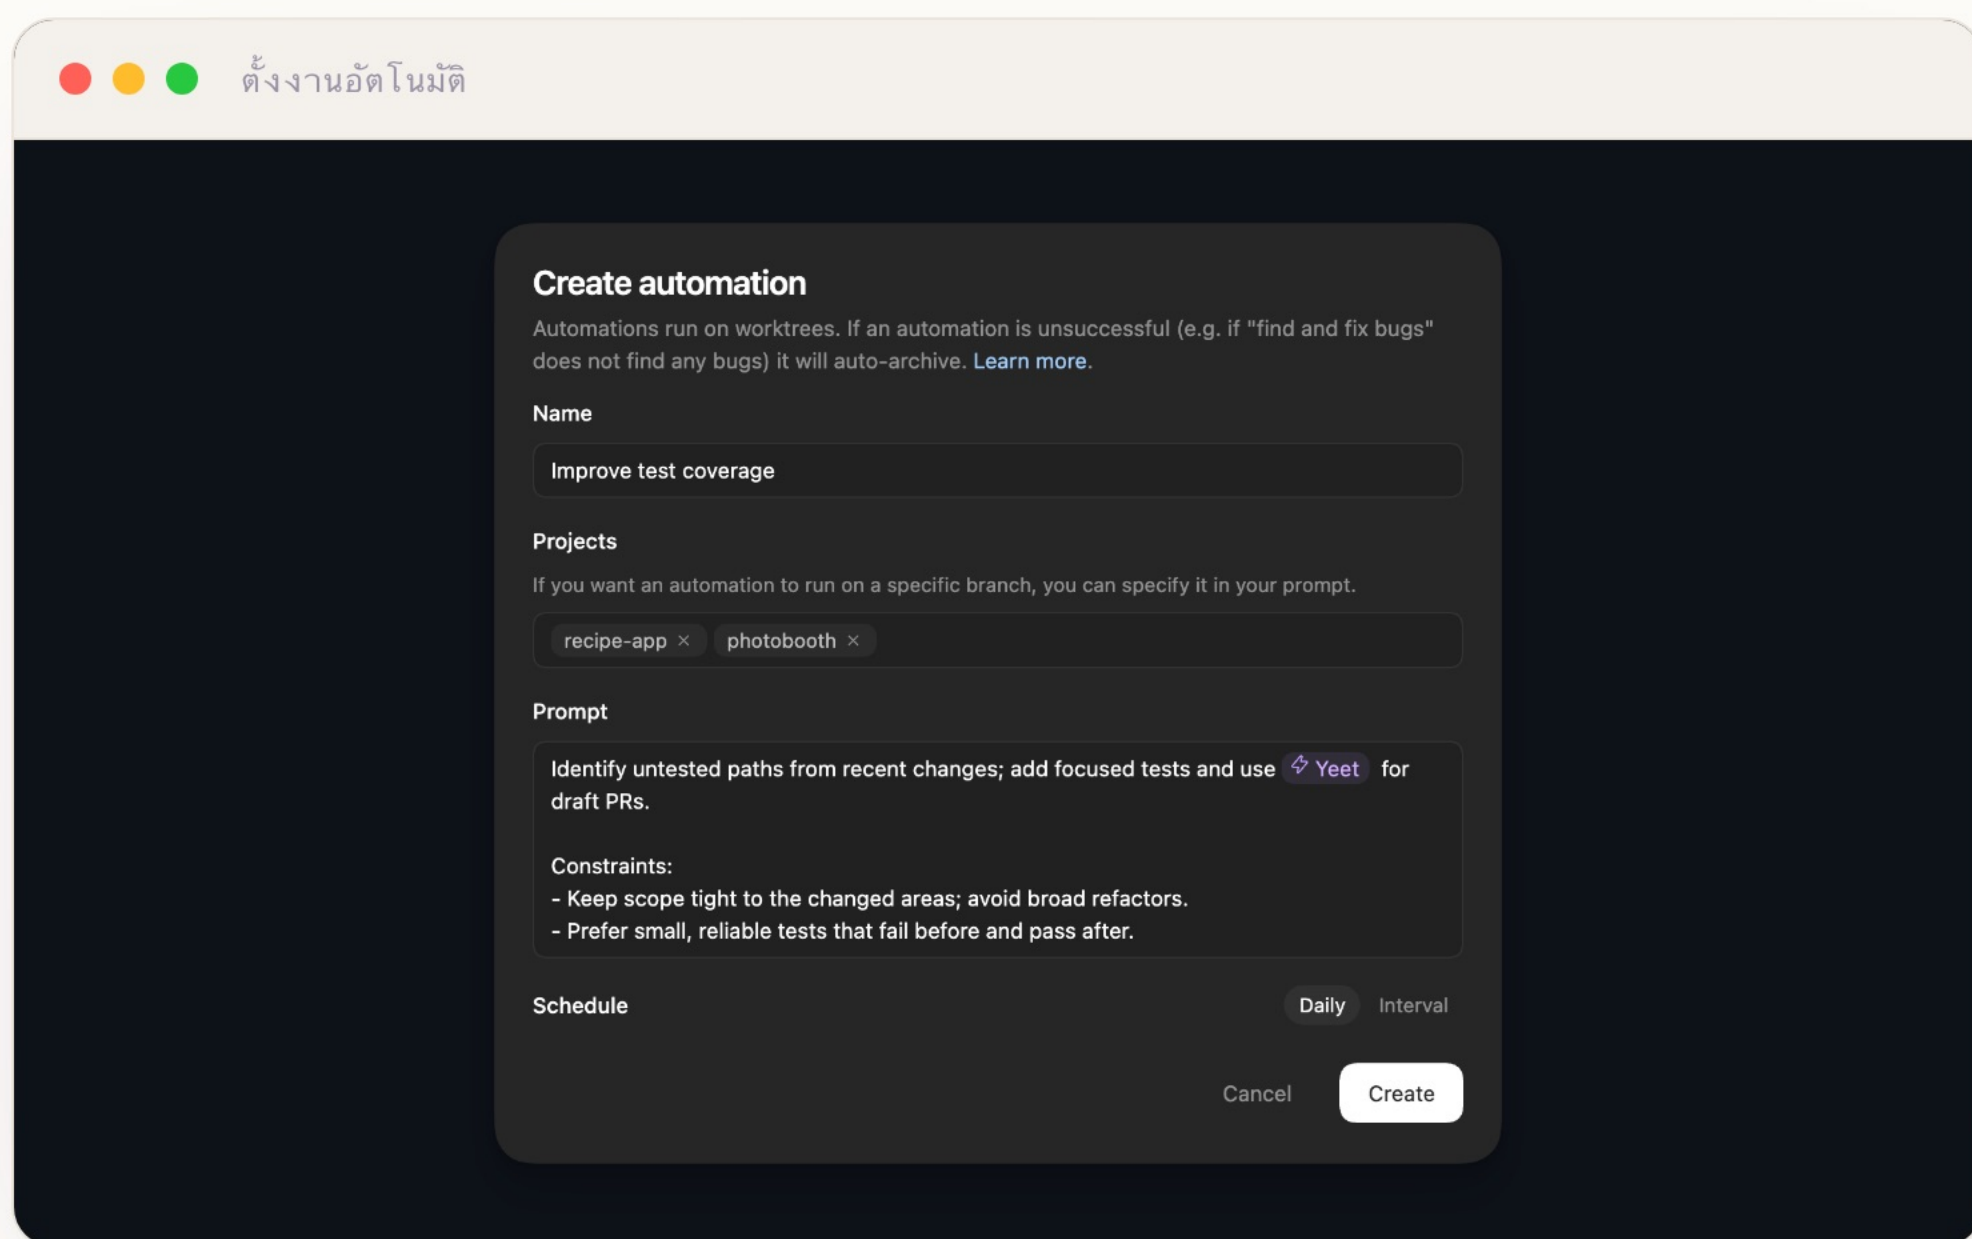 ตั้งงานอัตโนมัติ
Create automation
Automations run on worktrees. If an automation is unsuccessful (e.g. if "find and fix bugs"
does not find any bugs) it will auto-archive. Learn more.
Name
Improve test coverage
Projects
If you want an automation to run on a specific branch, you can specify it in your prompt.
recipe-app × photobooth ×
Prompt
Identify untested paths from recent changes; add focused tests and use Yeet for
draft PRs.
Constraints:
- Keep scope tight to the changed areas; avoid broad refactors.
- Prefer small, reliable tests that fail before and pass after.
Schedule Daily Interval
Cancel Create